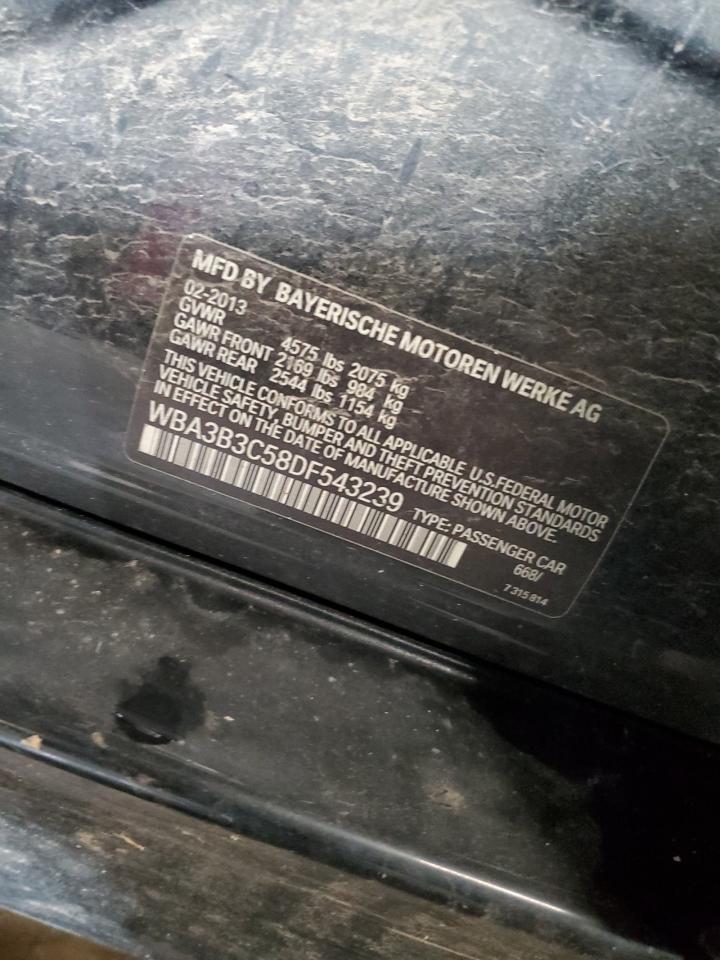 MFD BY BAYERISCHE MOTOREN WERKE AG
02-2013
GVWR 4575 lbs 2075 kg
GAWR FRONT 2169 lbs 984 kg
GAWR REAR 2544 lbs 1154 kg
THIS VEHICLE CONFORMS TO ALL APPLICABLE U.S.FEDERAL MOTOR
VEHICLE SAFETY, BUMPER AND THEFT PREVENTION STANDARDS
IN EFFECT ON THE DATE OF MANUFACTURE SHOWN ABOVE.
WBA3B3C58DF543239 TYPE: PASSENGER CAR
668/
7 315 814